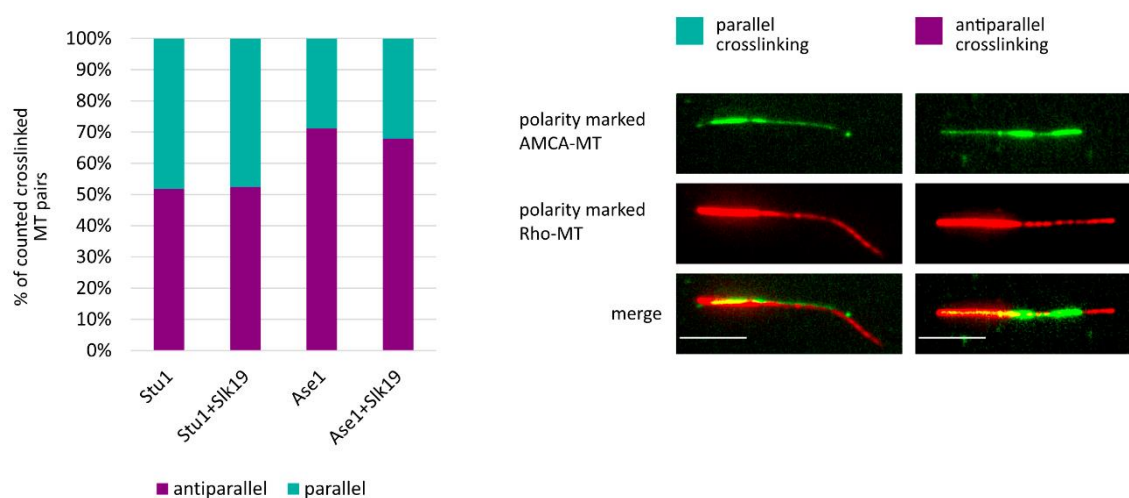 100%
90%
80%
70%
60%
50%
40%
30%
20%
10%
0%
% of counted crosslinked
MT pairs
Stu1
Stu1+Slk19
Ase1
Ase1+Slk19
antiparallel
parallel
parallel
crosslinking
antiparallel
crosslinking
polarity marked
AMCA-MT
polarity marked
Rho-MT
merge